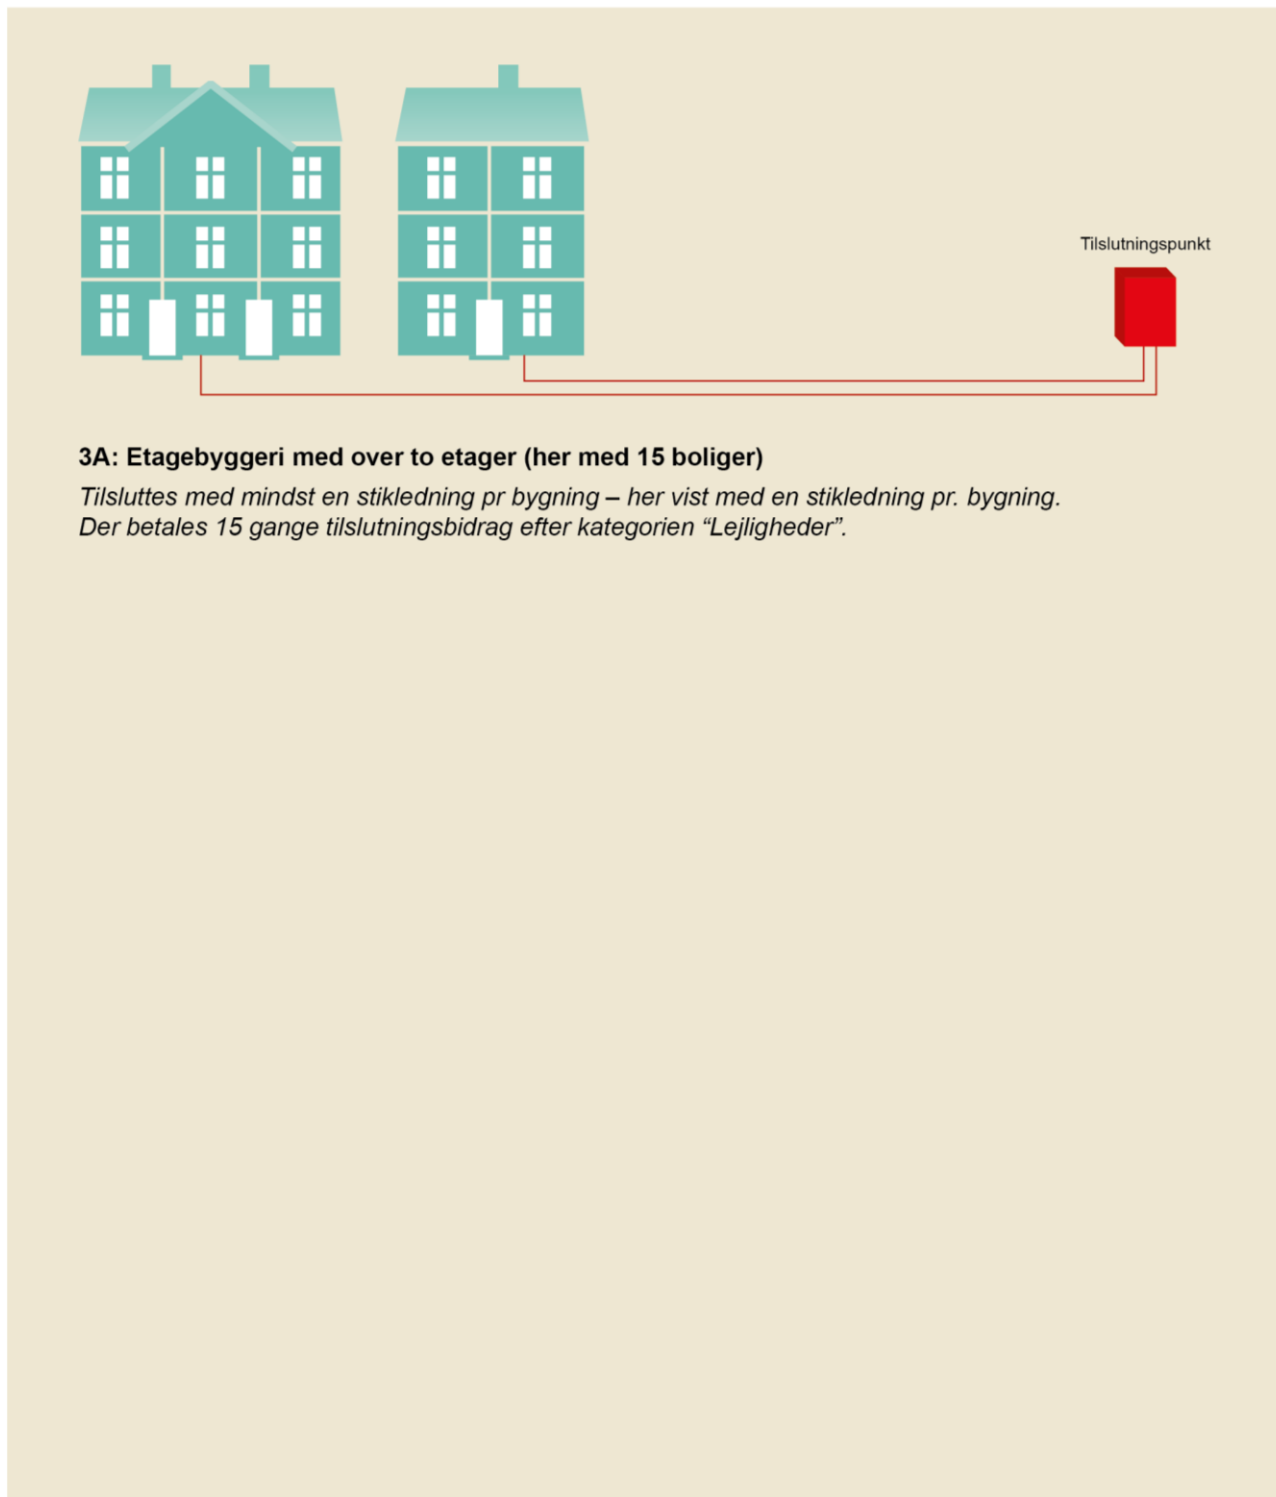 Tilslutningspunkt
3A: Etagebyggeri med over to etager (her med 15 boliger)
Tilsluttes med mindst en stikledning pr bygning – her vist med en stikledning pr. bygning.
Der betales 15 gange tilslutningsbidrag efter kategorien “Lejligheder”.